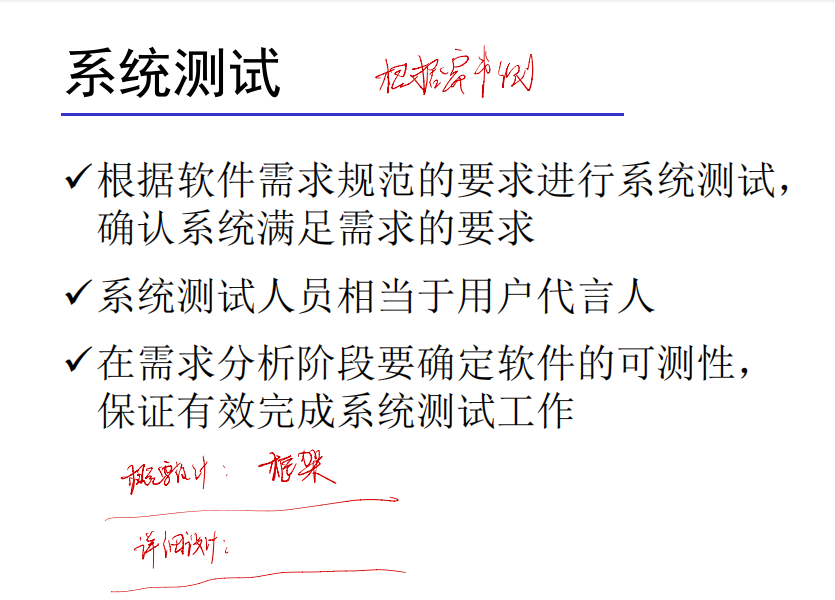 系统测试
根据
✓根据软件需求规范的要求进行系统测试，
确认系统满足需求的要求
✓系统测试人员相当于用户代言人
✓在需求分析阶段要确定软件的可测性，
保证有效完成系统测试工作
概要设计： 框架
详细设计：